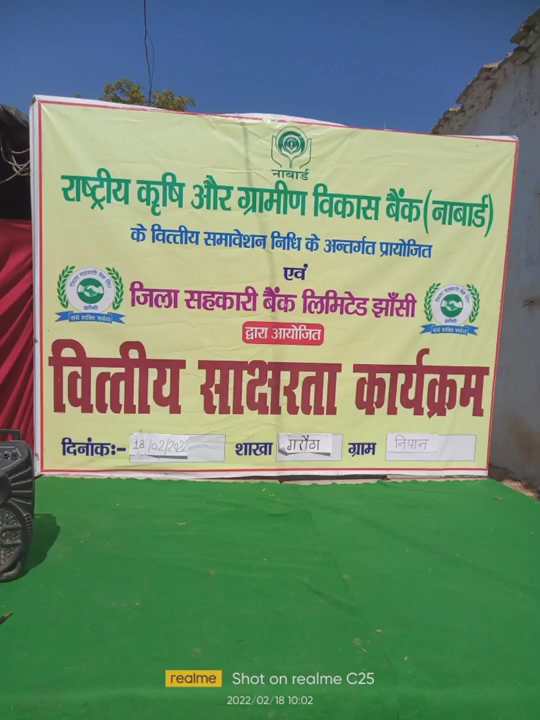 नाबार्ड
राष्ट्रीय कृषि और ग्रामीण विकास बैंक(नाबार्ड)
के वित्तीय समावेशन निधि के अन्तर्गत प्रायोजित
एवं
जिला सहकारी बैंक लिमिटेड झाँसी
द्वारा आयोजित
वित्तीय साक्षरता कार्यक्रम
दिनांक:- 18/02/2022 शाखा गरौठा ग्राम निपान
realme Shot on realme C25
2022/02/18 10:02